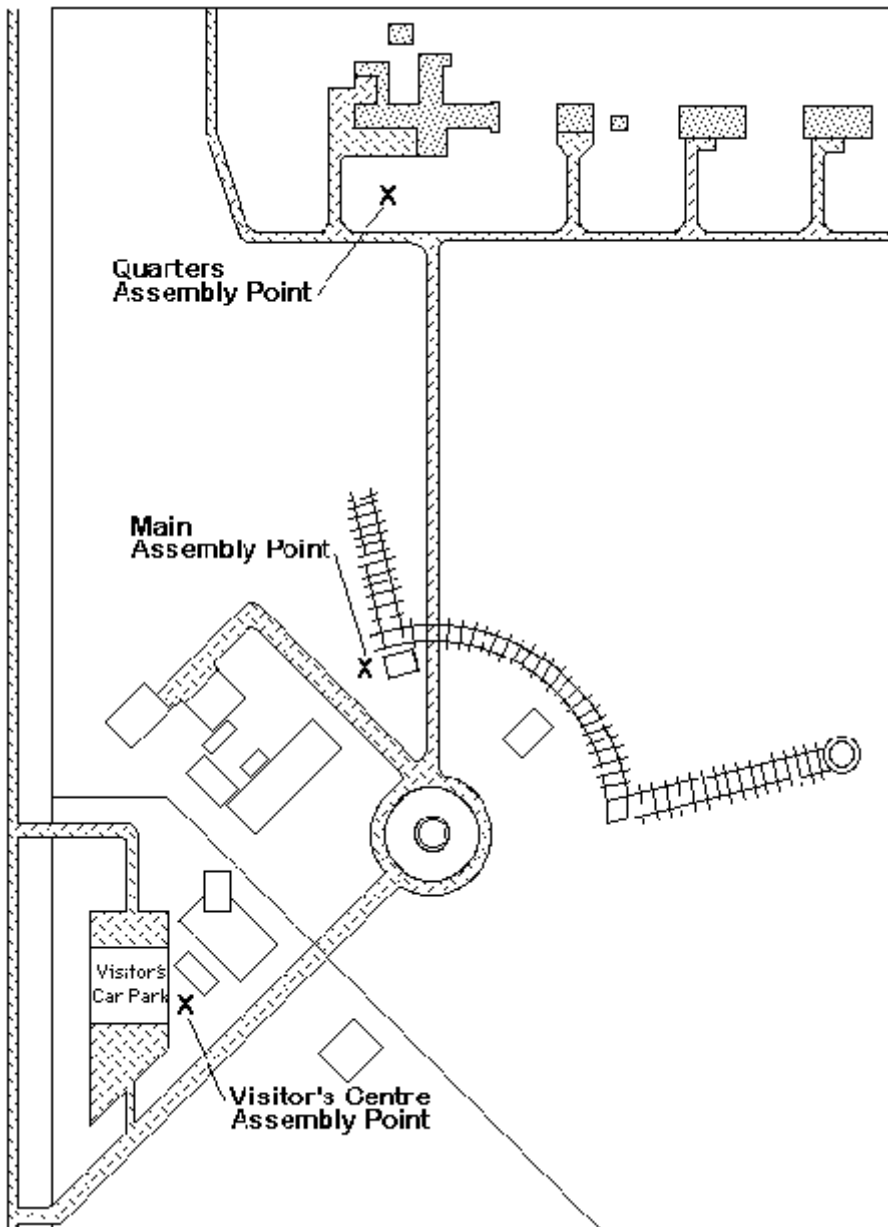 Quarters
Assembly Point
Main
Assembly Point
Visitor's
Car Park
Visitor's Centre
Assembly Point